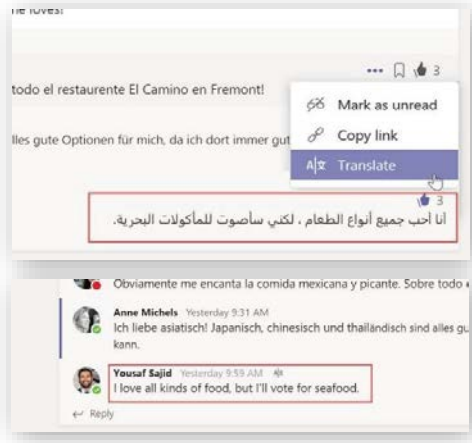 ne loves!
3
todo el restaurente El Camino en Fremont!
Mark as unread
lles gute Optionen für mich, da ich dort immer gut
Copy link
Translate
3
أنا أحب جميع أنواع الطعام ، لكني سأصوت للمأكولات البحرية.
Obviamente me encanta la comida mexicana y picante. Sobre todo
Anne Michels Yesterday 9:31 AM
Ich liebe asiatisch! Japanisch, chinesisch und thailändisch sind alles gu
kann.
Yousaf Sajid Yesterday 9:59 AM
I love all kinds of food, but I'll vote for seafood.
Reply